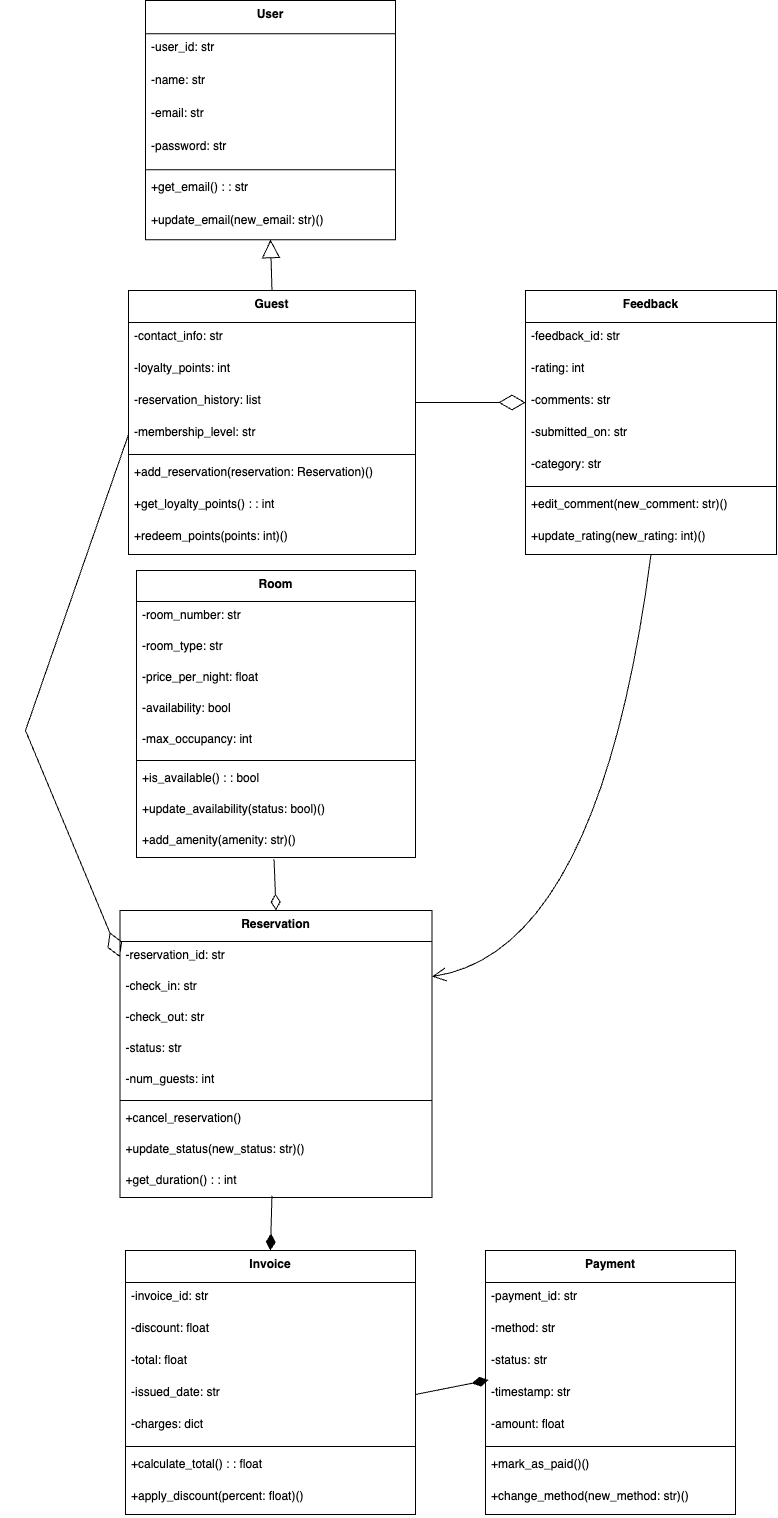 User
-user_id: str
-name: str
-email: str
-password: str
+get_email() : : str
+update_email(new_email: str)()
Guest
-contact_info: str
-loyalty_points: int
-reservation_history: list
-membership_level: str
+add_reservation(reservation: Reservation)()
+get_loyalty_points() : : int
+redeem_points(points: int)()
Feedback
-feedback_id: str
-rating: int
-comments: str
-submitted_on: str
-category: str
+edit_comment(new_comment: str)()
+update_rating(new_rating: int)()
Room
-room_number: str
-room_type: str
-price_per_night: float
-availability: bool
-max_occupancy: int
+is_available() : : bool
+update_availability(status: bool)()
+add_amenity(amenity: str)()
Reservation
-reservation_id: str
-check_in: str
-check_out: str
-status: str
-num_guests: int
+cancel_reservation()
+update_status(new_status: str)()
+get_duration() : : int
Invoice
-invoice_id: str
-discount: float
-total: float
-issued_date: str
-charges: dict
+calculate_total() : : float
+apply_discount(percent: float)()
Payment
-payment_id: str
-method: str
-status: str
-timestamp: str
-amount: float
+mark_as_paid()()
+change_method(new_method: str)()